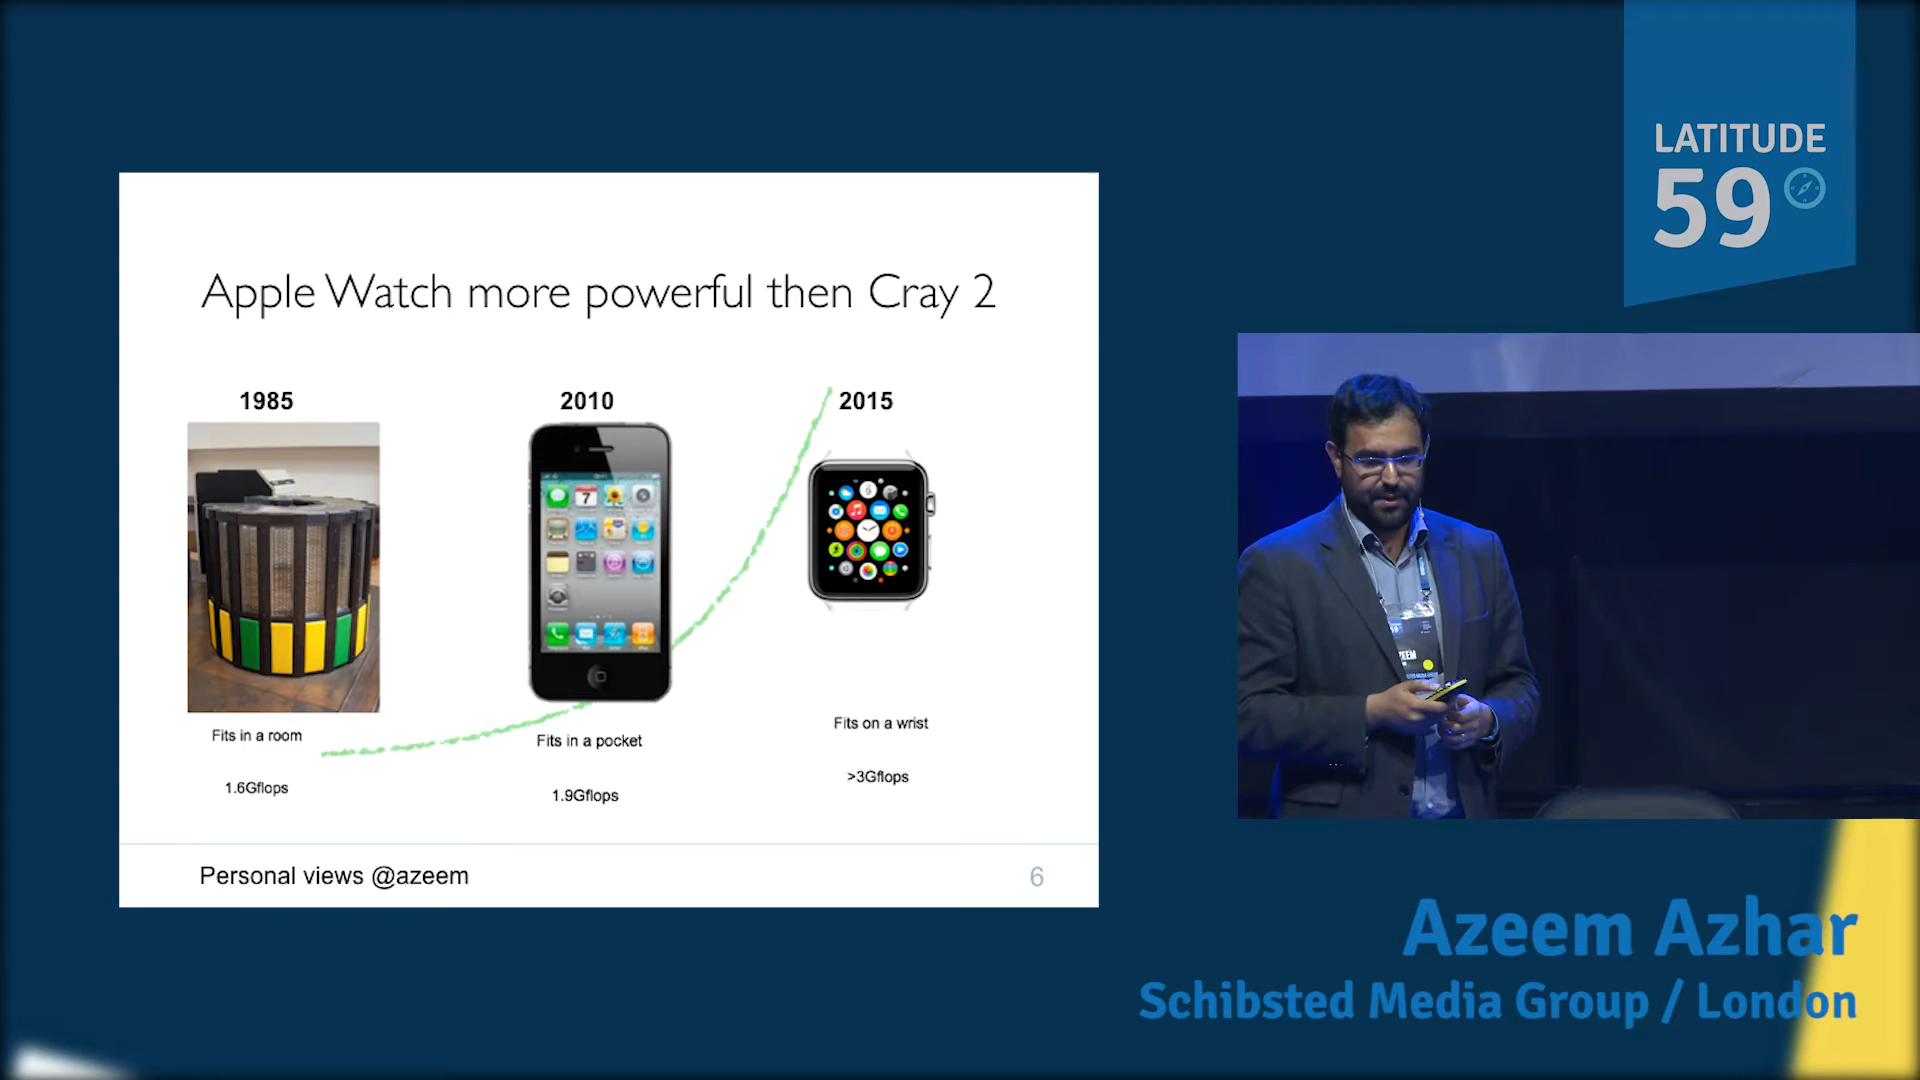 LATITUDE
59
Apple Watch more powerful then Cray 2
1985
2010
2015
7
Fits in a room
Fits in a pocket
Fits on a wrist
1.6Gflops
1.9Gflops
>3Gflops
Personal views @azeem
6
Azeem Azhar
Schibsted Media Group / London